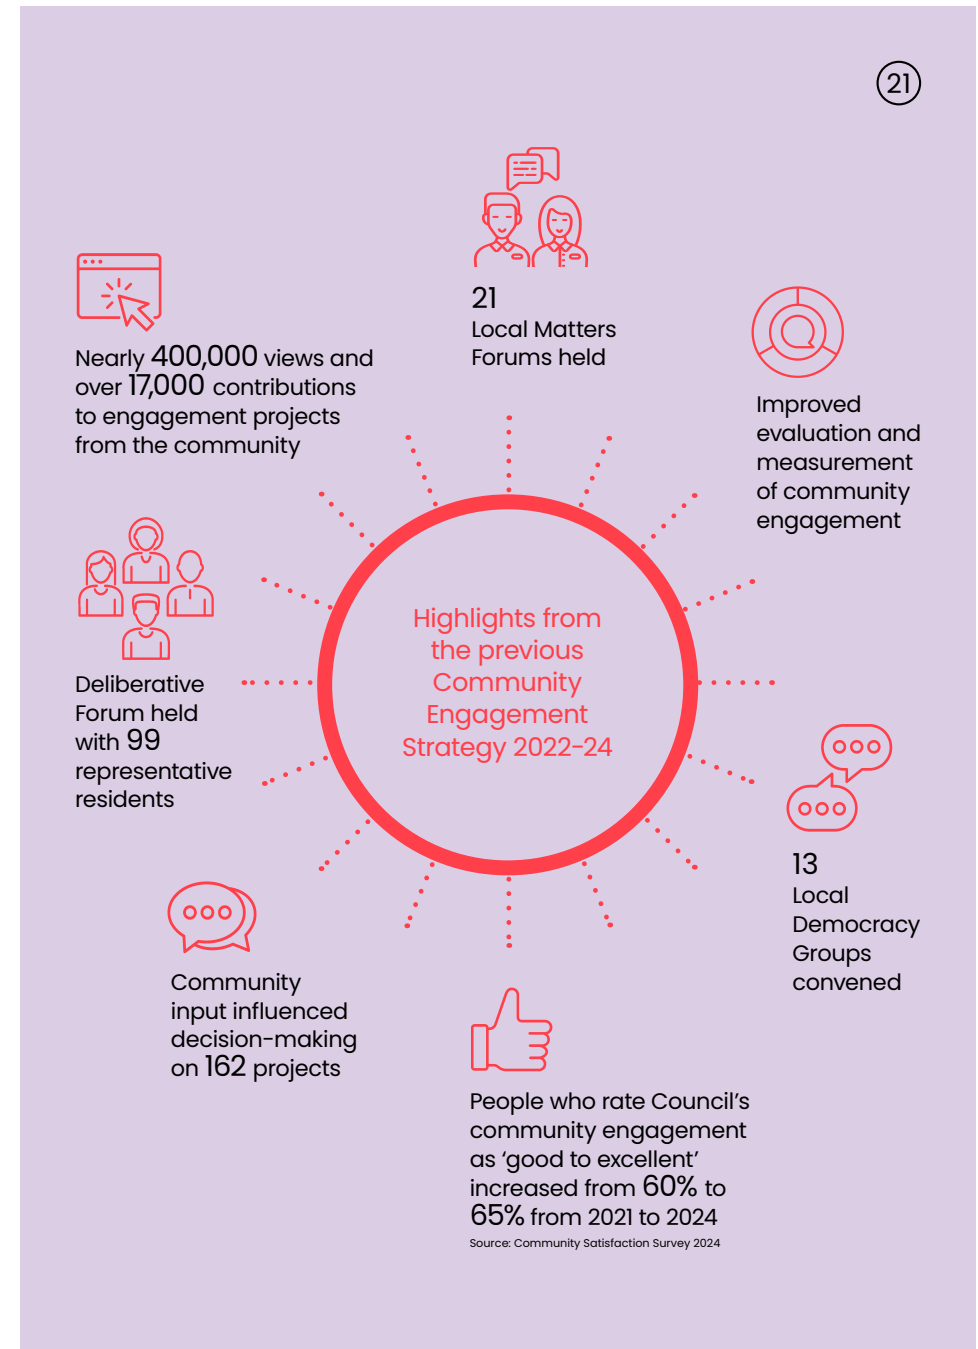 21
21
Local Matters
Forums held
Nearly 400,000 views and
over 17,000 contributions
to engagement projects
from the community
Improved
evaluation and
measurement
of community
engagement
Highlights from
the previous
Community
Engagement
Strategy 2022-24
Deliberative
Forum held
with 99
representative
residents
13
Local
Democracy
Groups
convened
Community
input influenced
decision-making
on 162 projects
People who rate Council’s
community engagement
as ‘good to excellent’
increased from 60% to
65% from 2021 to 2024
Source: Community Satisfaction Survey 2024